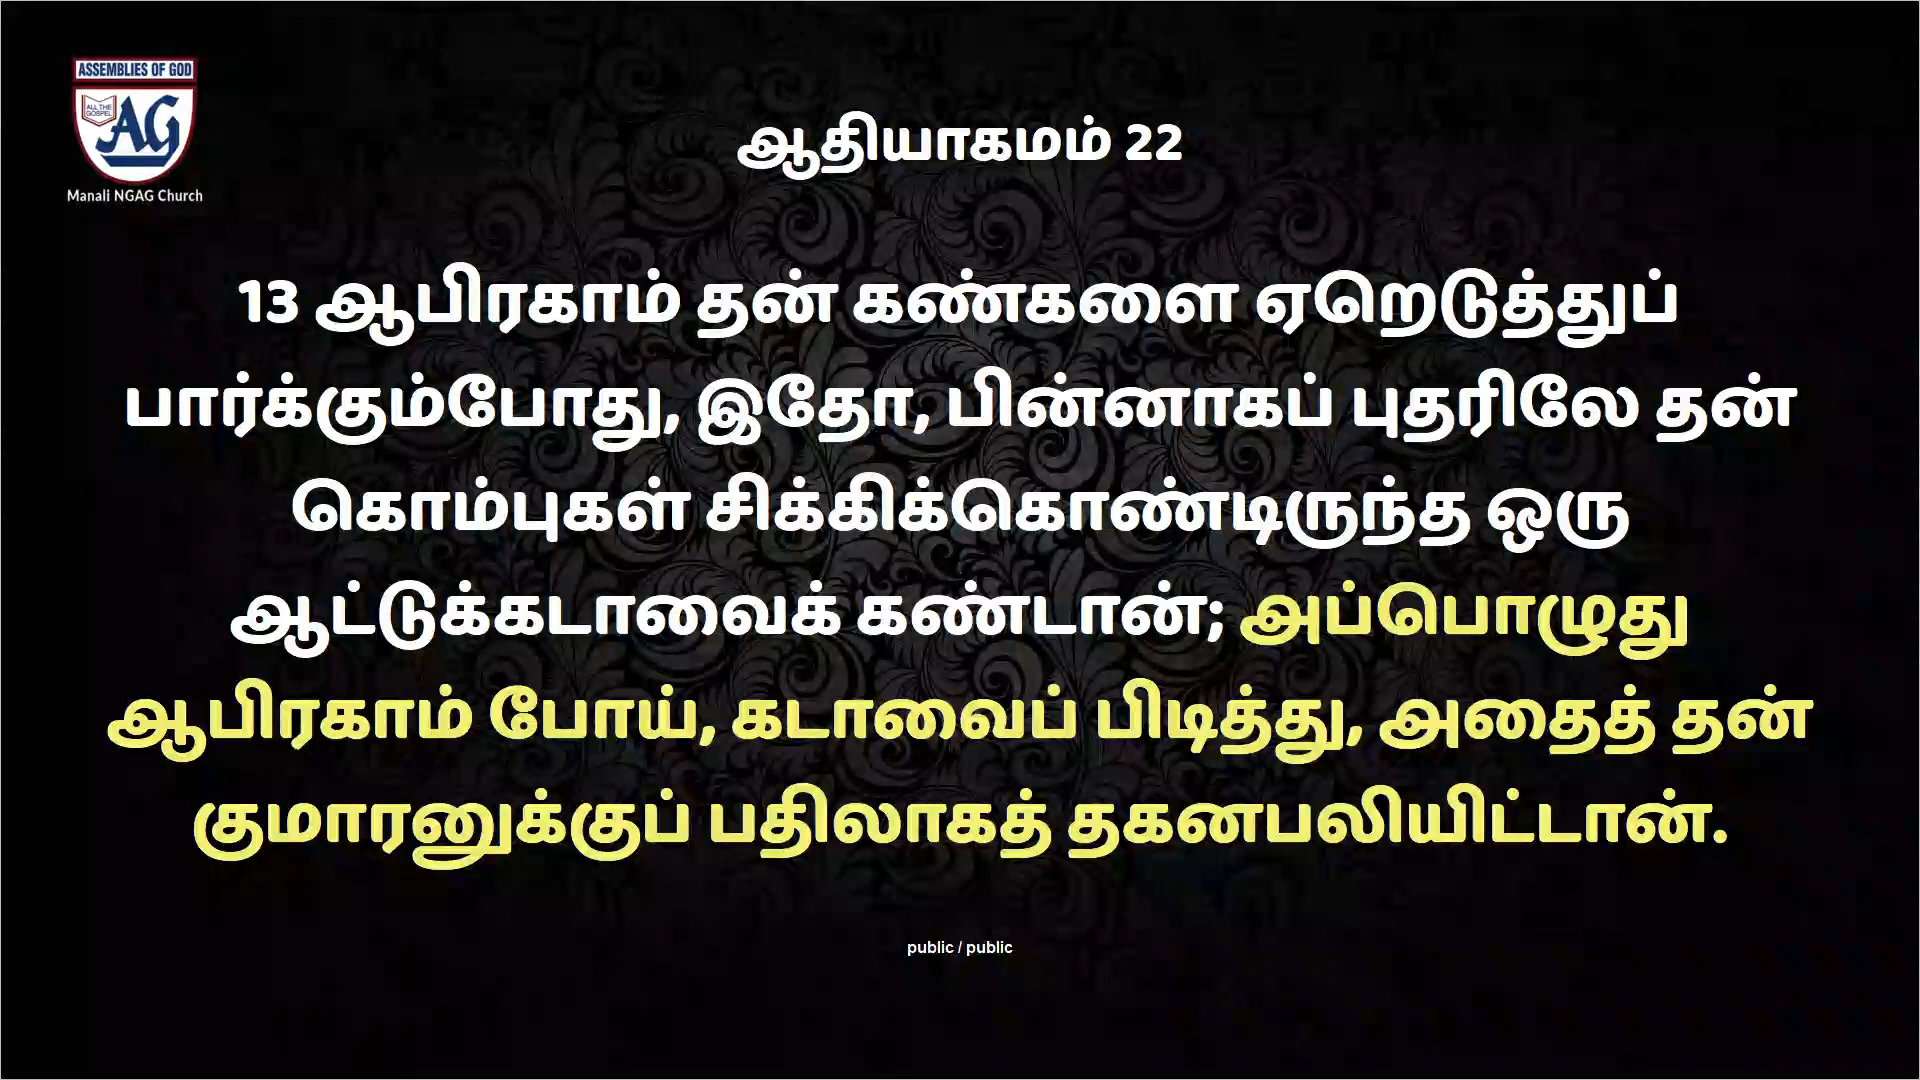 ASSEMBLIES OF GOD
ALL THE
GOSPEL
AG
Manali NGAG Church
ஆதியாகமம் 22
13 ஆபிரகாம் தன் கண்களை ஏறெடுத்துப்
பார்க்கும்போது, இதோ, பின்னாகப் புதரிலே தன்
கொம்புகள் சிக்கிக்கொண்டிருந்த ஒரு
ஆட்டுக்கடாவைக் கண்டான்; அப்பொழுது
ஆபிரகாம் போய், கடாவைப் பிடித்து, அதைத் தன்
குமாரனுக்குப் பதிலாகத் தகனபலியிட்டான்.
public / public